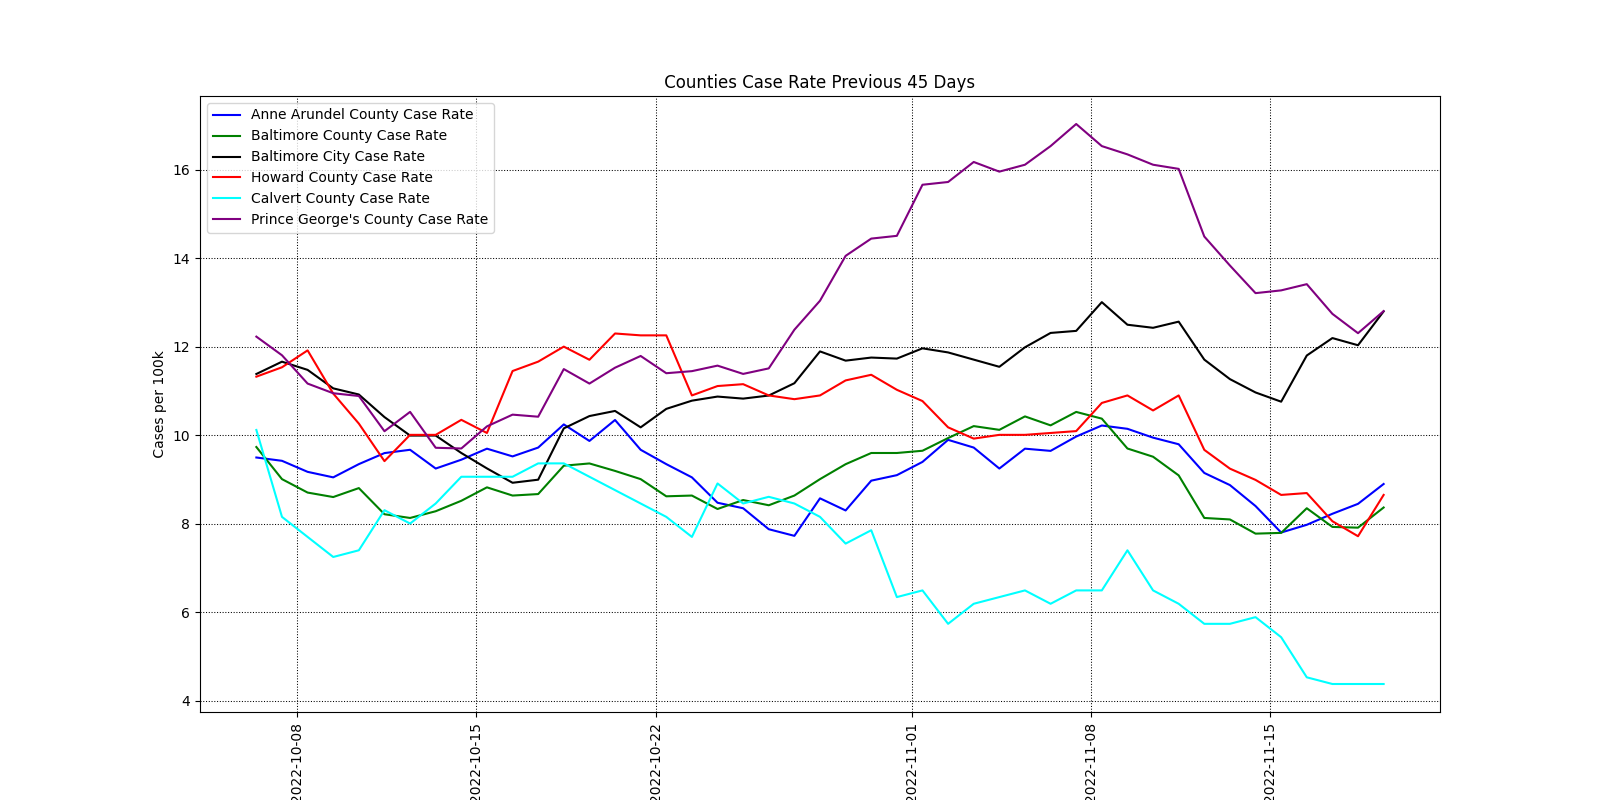 Counties Case Rate Previous 45 Days
Anne Arundel County Case Rate
Baltimore County Case Rate
Baltimore City Case Rate
Howard County Case Rate
Calvert County Case Rate
Prince George's County Case Rate
Cases per 100k
16
14
12
10
8
6
4
2022-10-08
2022-10-15
2022-10-22
2022-11-01
2022-11-08
2022-11-15